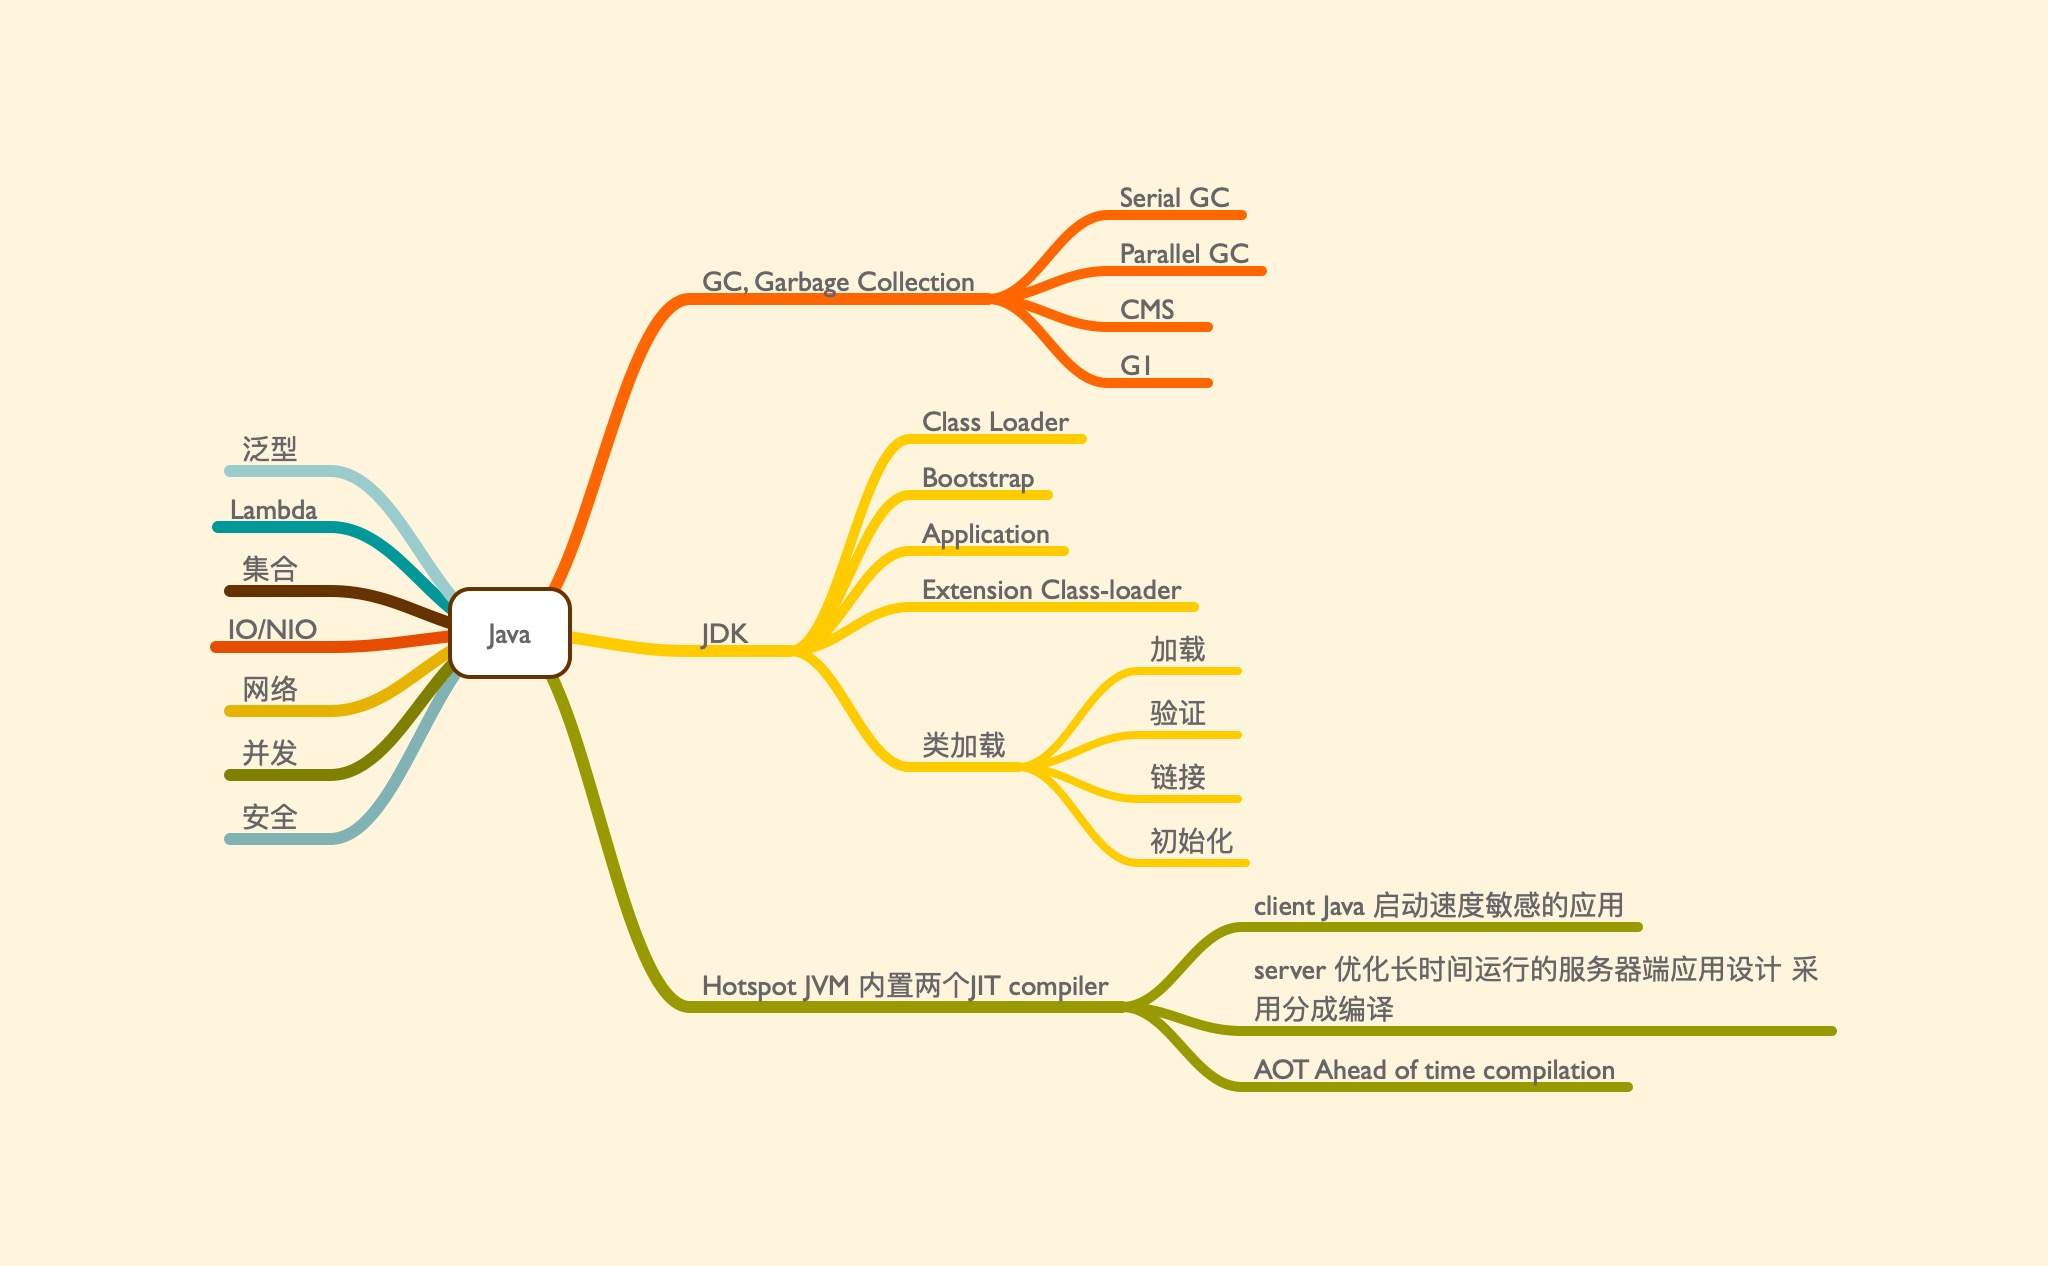 Java
GC, Garbage Collection
Serial GC
Parallel GC
CMS
G1
JDK
Class Loader
Bootstrap
Application
Extension Class-loader
类加载
加载
验证
链接
初始化
Hotspot JVM 内置两个JIT compiler
client Java 启动速度敏感的应用
server 优化长时间运行的服务器端应用设计 采
用分成编译
AOT Ahead of time compilation
泛型
Lambda
集合
IO/NIO
网络
并发
安全